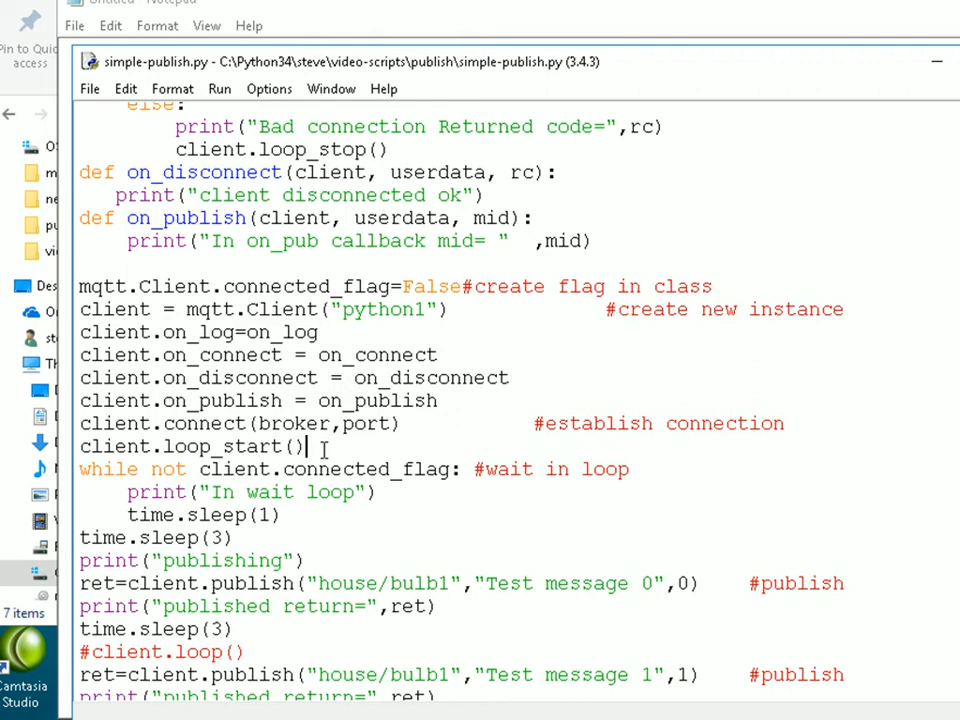 Untitled - Notepad
File Edit Format View Help
Pin to Quic
access
simple-publish.py - C:\Python34\steve\video-scripts\publish\simple-publish.py (3.4.3)
File Edit Format Run Options Window Help
else:
print("Bad connection Returned code=",rc)
client.loop_stop()
def on_disconnect(client, userdata, rc):
print("client disconnected ok")
def on_publish(client, userdata, mid):
print("In on_pub callback mid= "  ,mid)
mqtt.Client.connected_flag=False#create flag in class
client = mqtt.Client("python1")             #create new instance
client.on_log=on_log
client.on_connect = on_connect
client.on_disconnect = on_disconnect
client.on_publish = on_publish
client.connect(broker,port)           #establish connection
client.loop_start()
while not client.connected_flag: #wait in loop
print("In wait loop")
time.sleep(1)
time.sleep(3)
print("publishing")
ret=client.publish("house/bulb1","Test message 0",0)    #publish
print("published return=",ret)
time.sleep(3)
#client.loop()
ret=client.publish("house/bulb1","Test message 1",1)    #publish
print("published return=",ret)
Des
7 items
Camtasia
Studio